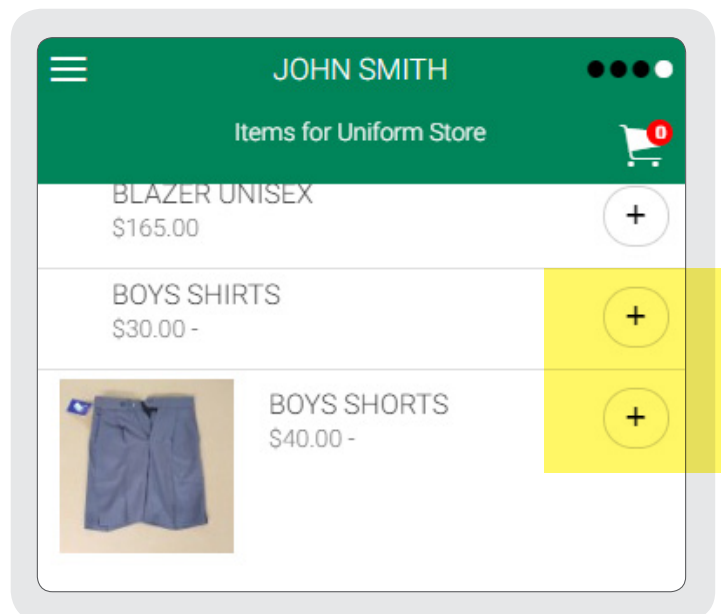 JOHN SMITH
Items for Uniform Store
0
BLAZER UNISEX
$165.00
+
BOYS SHIRTS
$30.00 -
+
BOYS SHORTS
$40.00 -
+